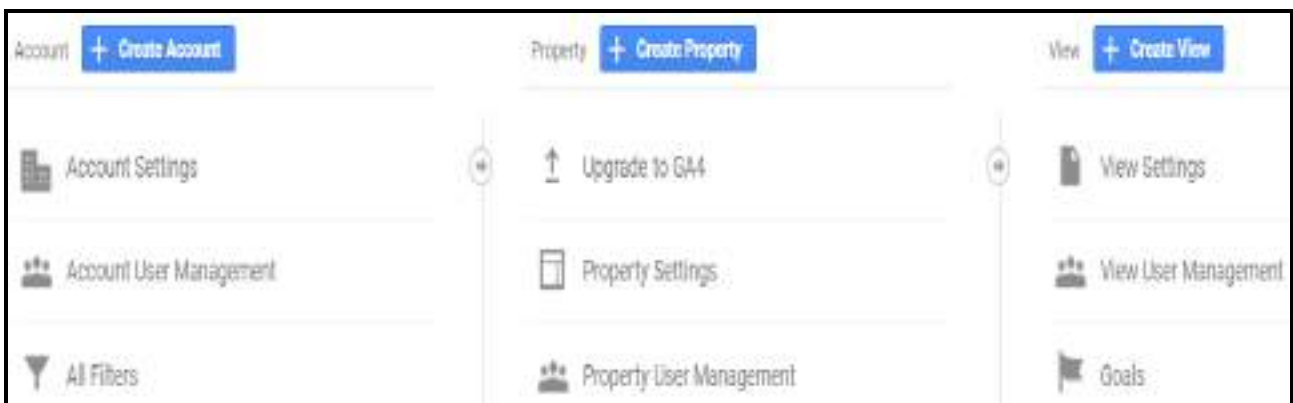 Account + Create Account
Property + Create Property
View + Create View
Account Settings
Upgrade to GA4
View Settings
Account User Management
Property Settings
View User Management
All Filters
Property User Management
Goals